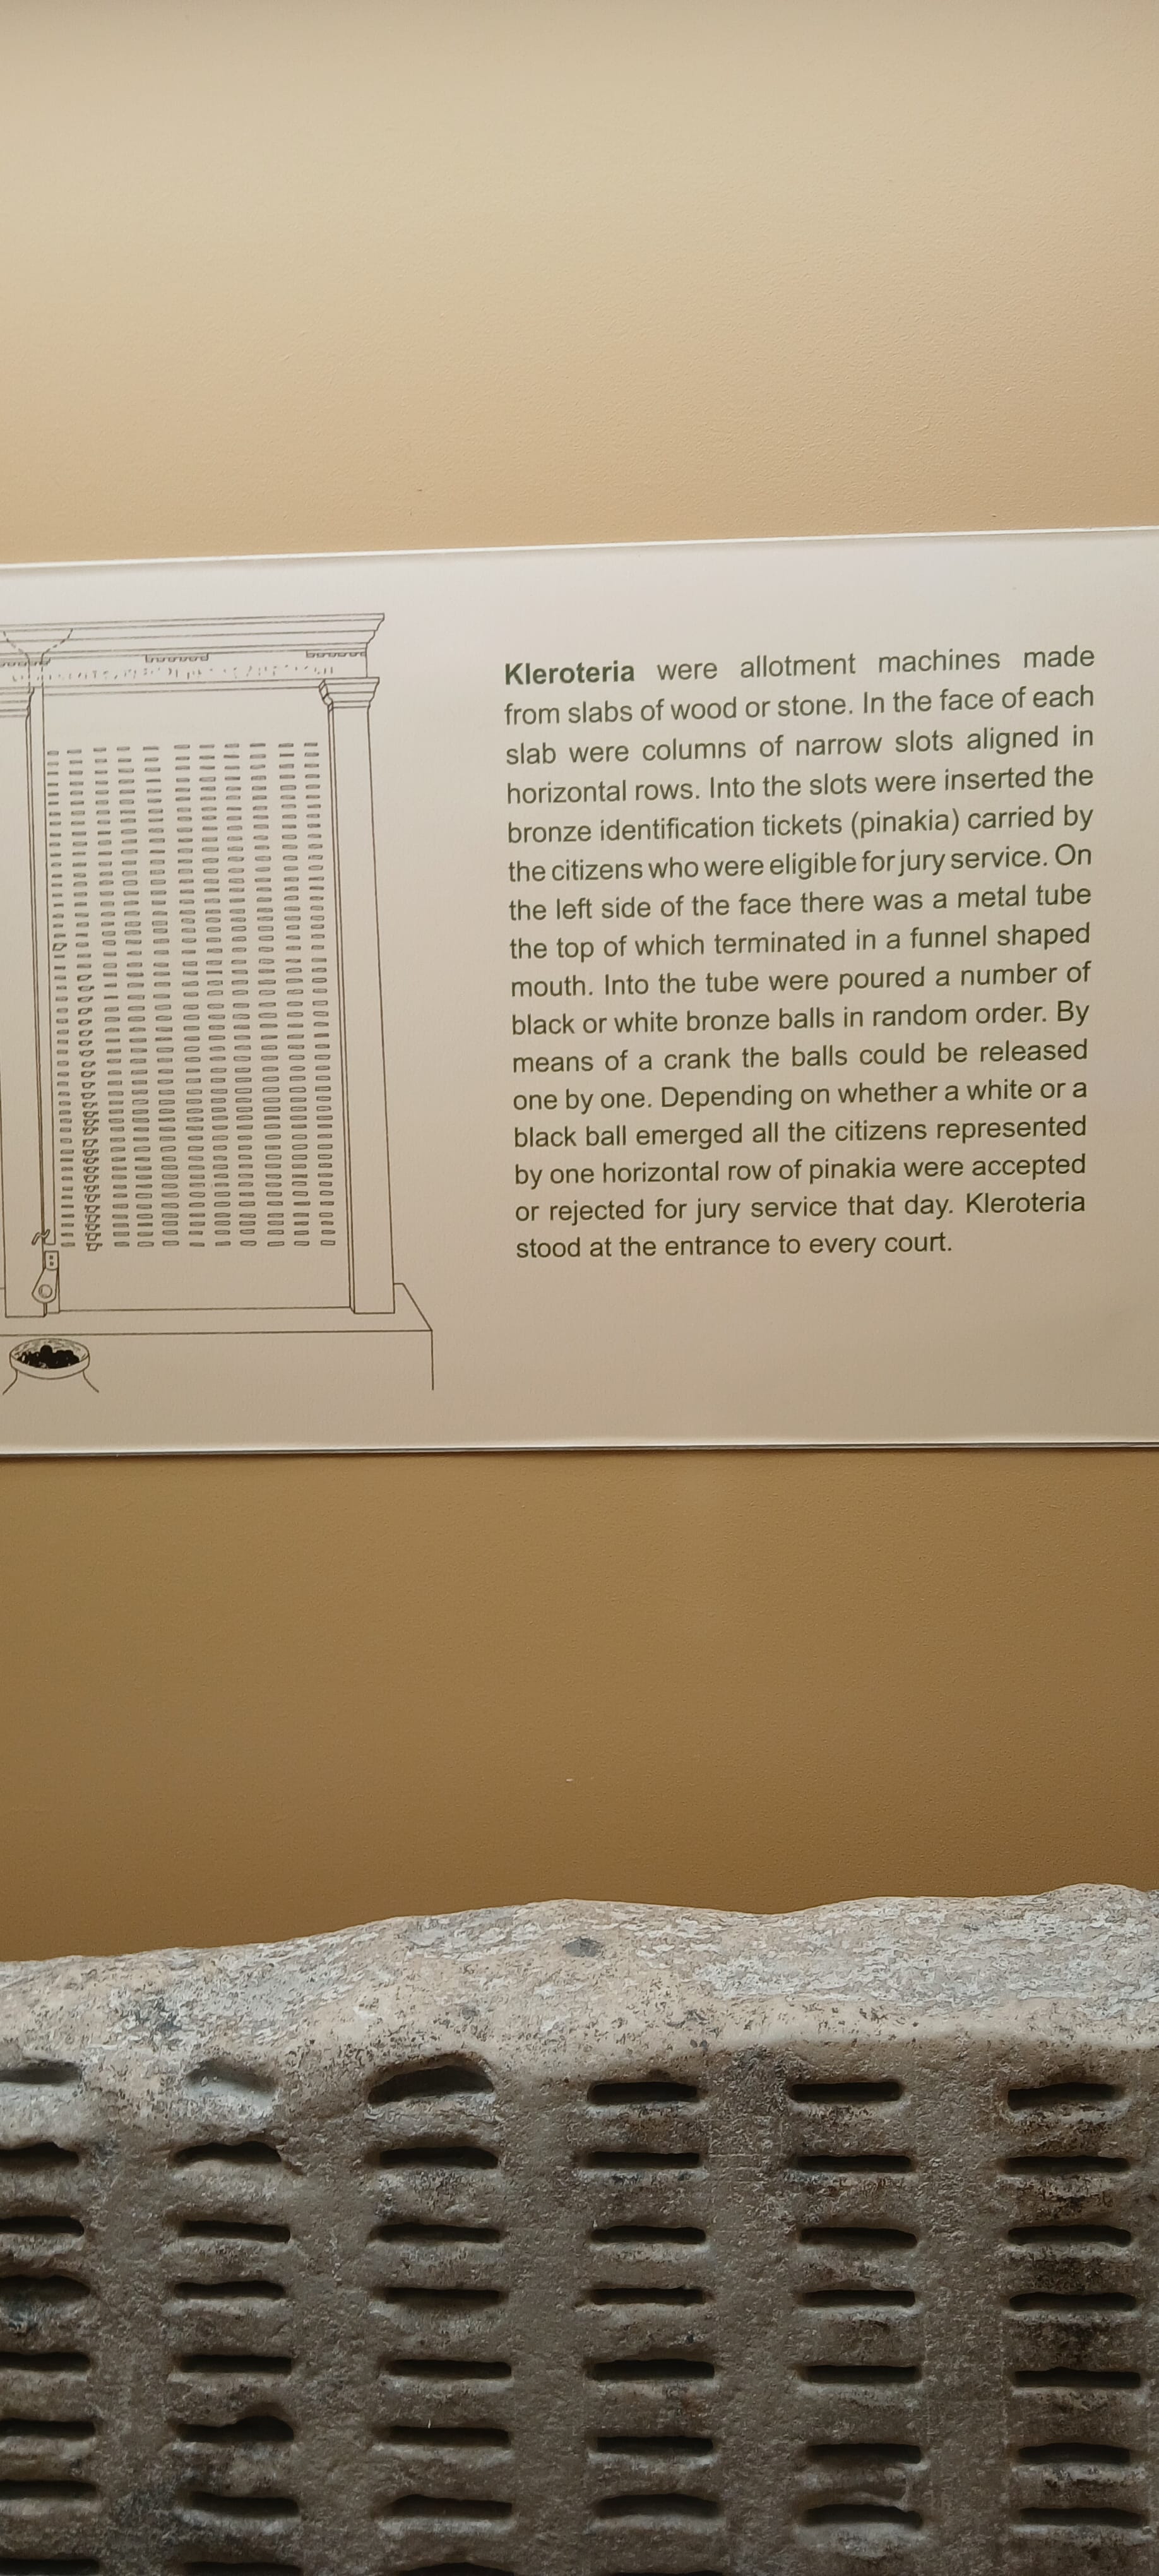 Kleroteria were allotment machines made
from slabs of wood or stone. In the face of each
slab were columns of narrow slots aligned in
horizontal rows. Into the slots were inserted the
bronze identification tickets (pinakia) carried by
the citizens who were eligible for jury service. On
the left side of the face there was a metal tube
the top of which terminated in a funnel shaped
mouth. Into the tube were poured a number of
black or white bronze balls in random order. By
means of a crank the balls could be released
one by one. Depending on whether a white or a
black ball emerged all the citizens represented
by one horizontal row of pinakia were accepted
or rejected for jury service that day. Kleroteria
stood at the entrance to every court.